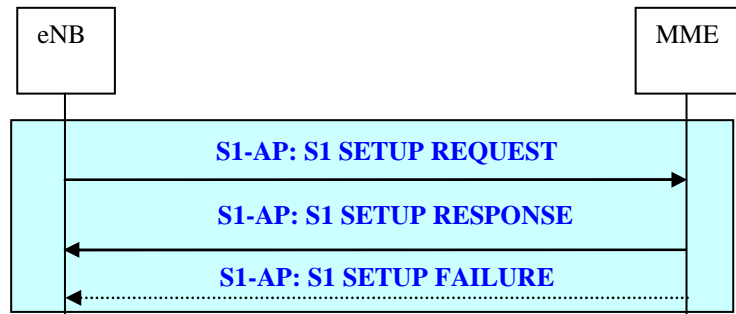 eNB
MME
S1-AP: S1 SETUP REQUEST
S1-AP: S1 SETUP RESPONSE
S1-AP: S1 SETUP FAILURE